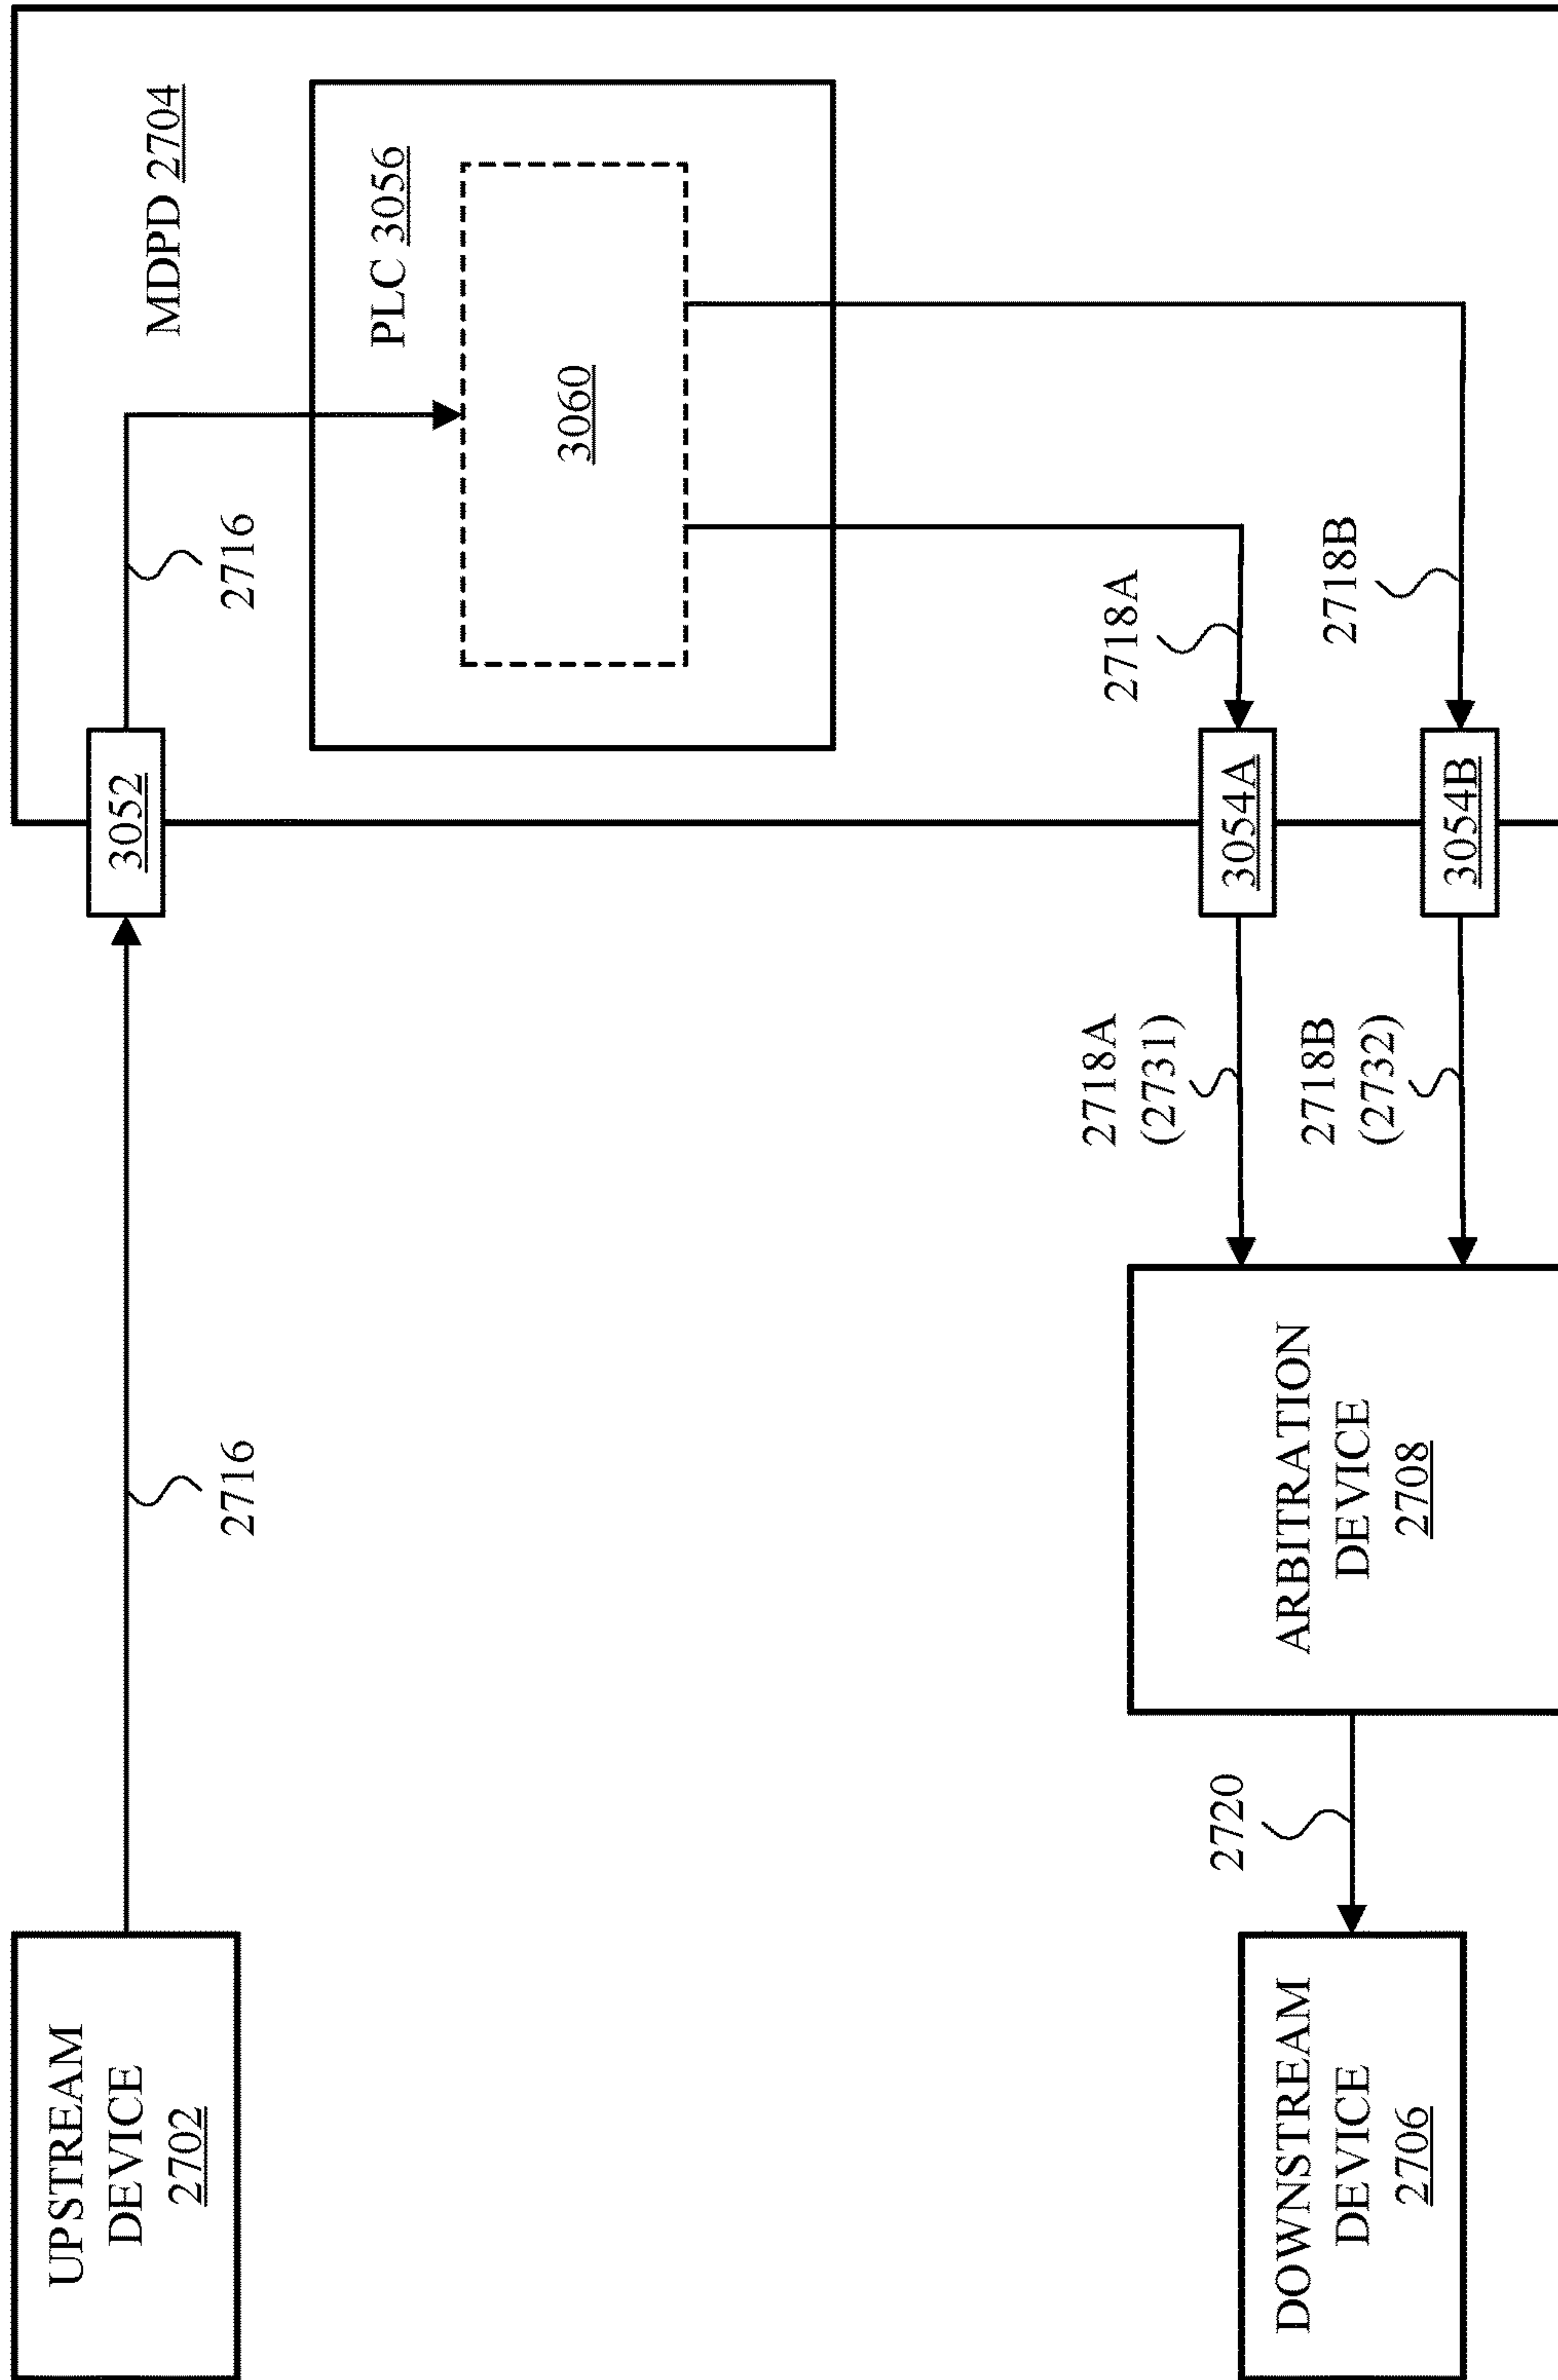 UPSTREAM
DEVICE
2702
2716
3052
2716
MDPD 2704
PLC 3056
3060
2718A
2718B
3054A
3054B
2718A
(2731)
2718B
(2732)
ARBITRATION
DEVICE
2708
2720
DOWNSTREAM
DEVICE
2706